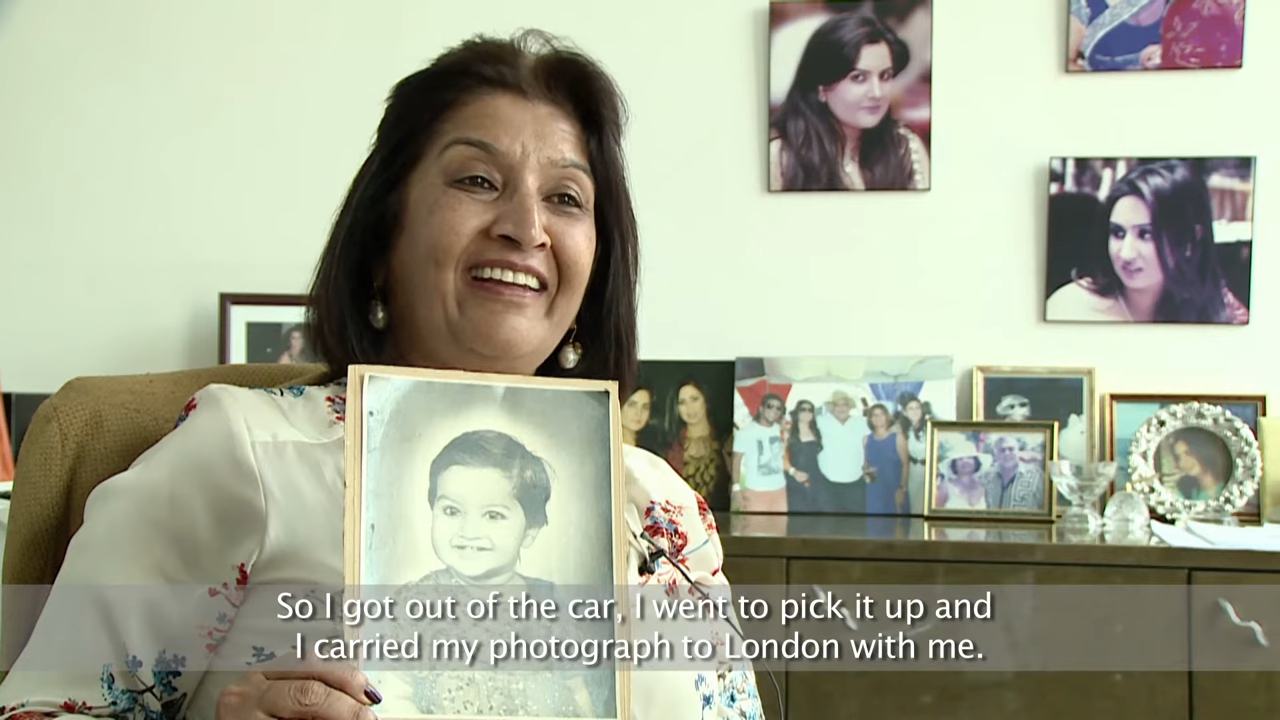 So I got out of the car, I went to pick it up and
I carried my photograph to London with me.